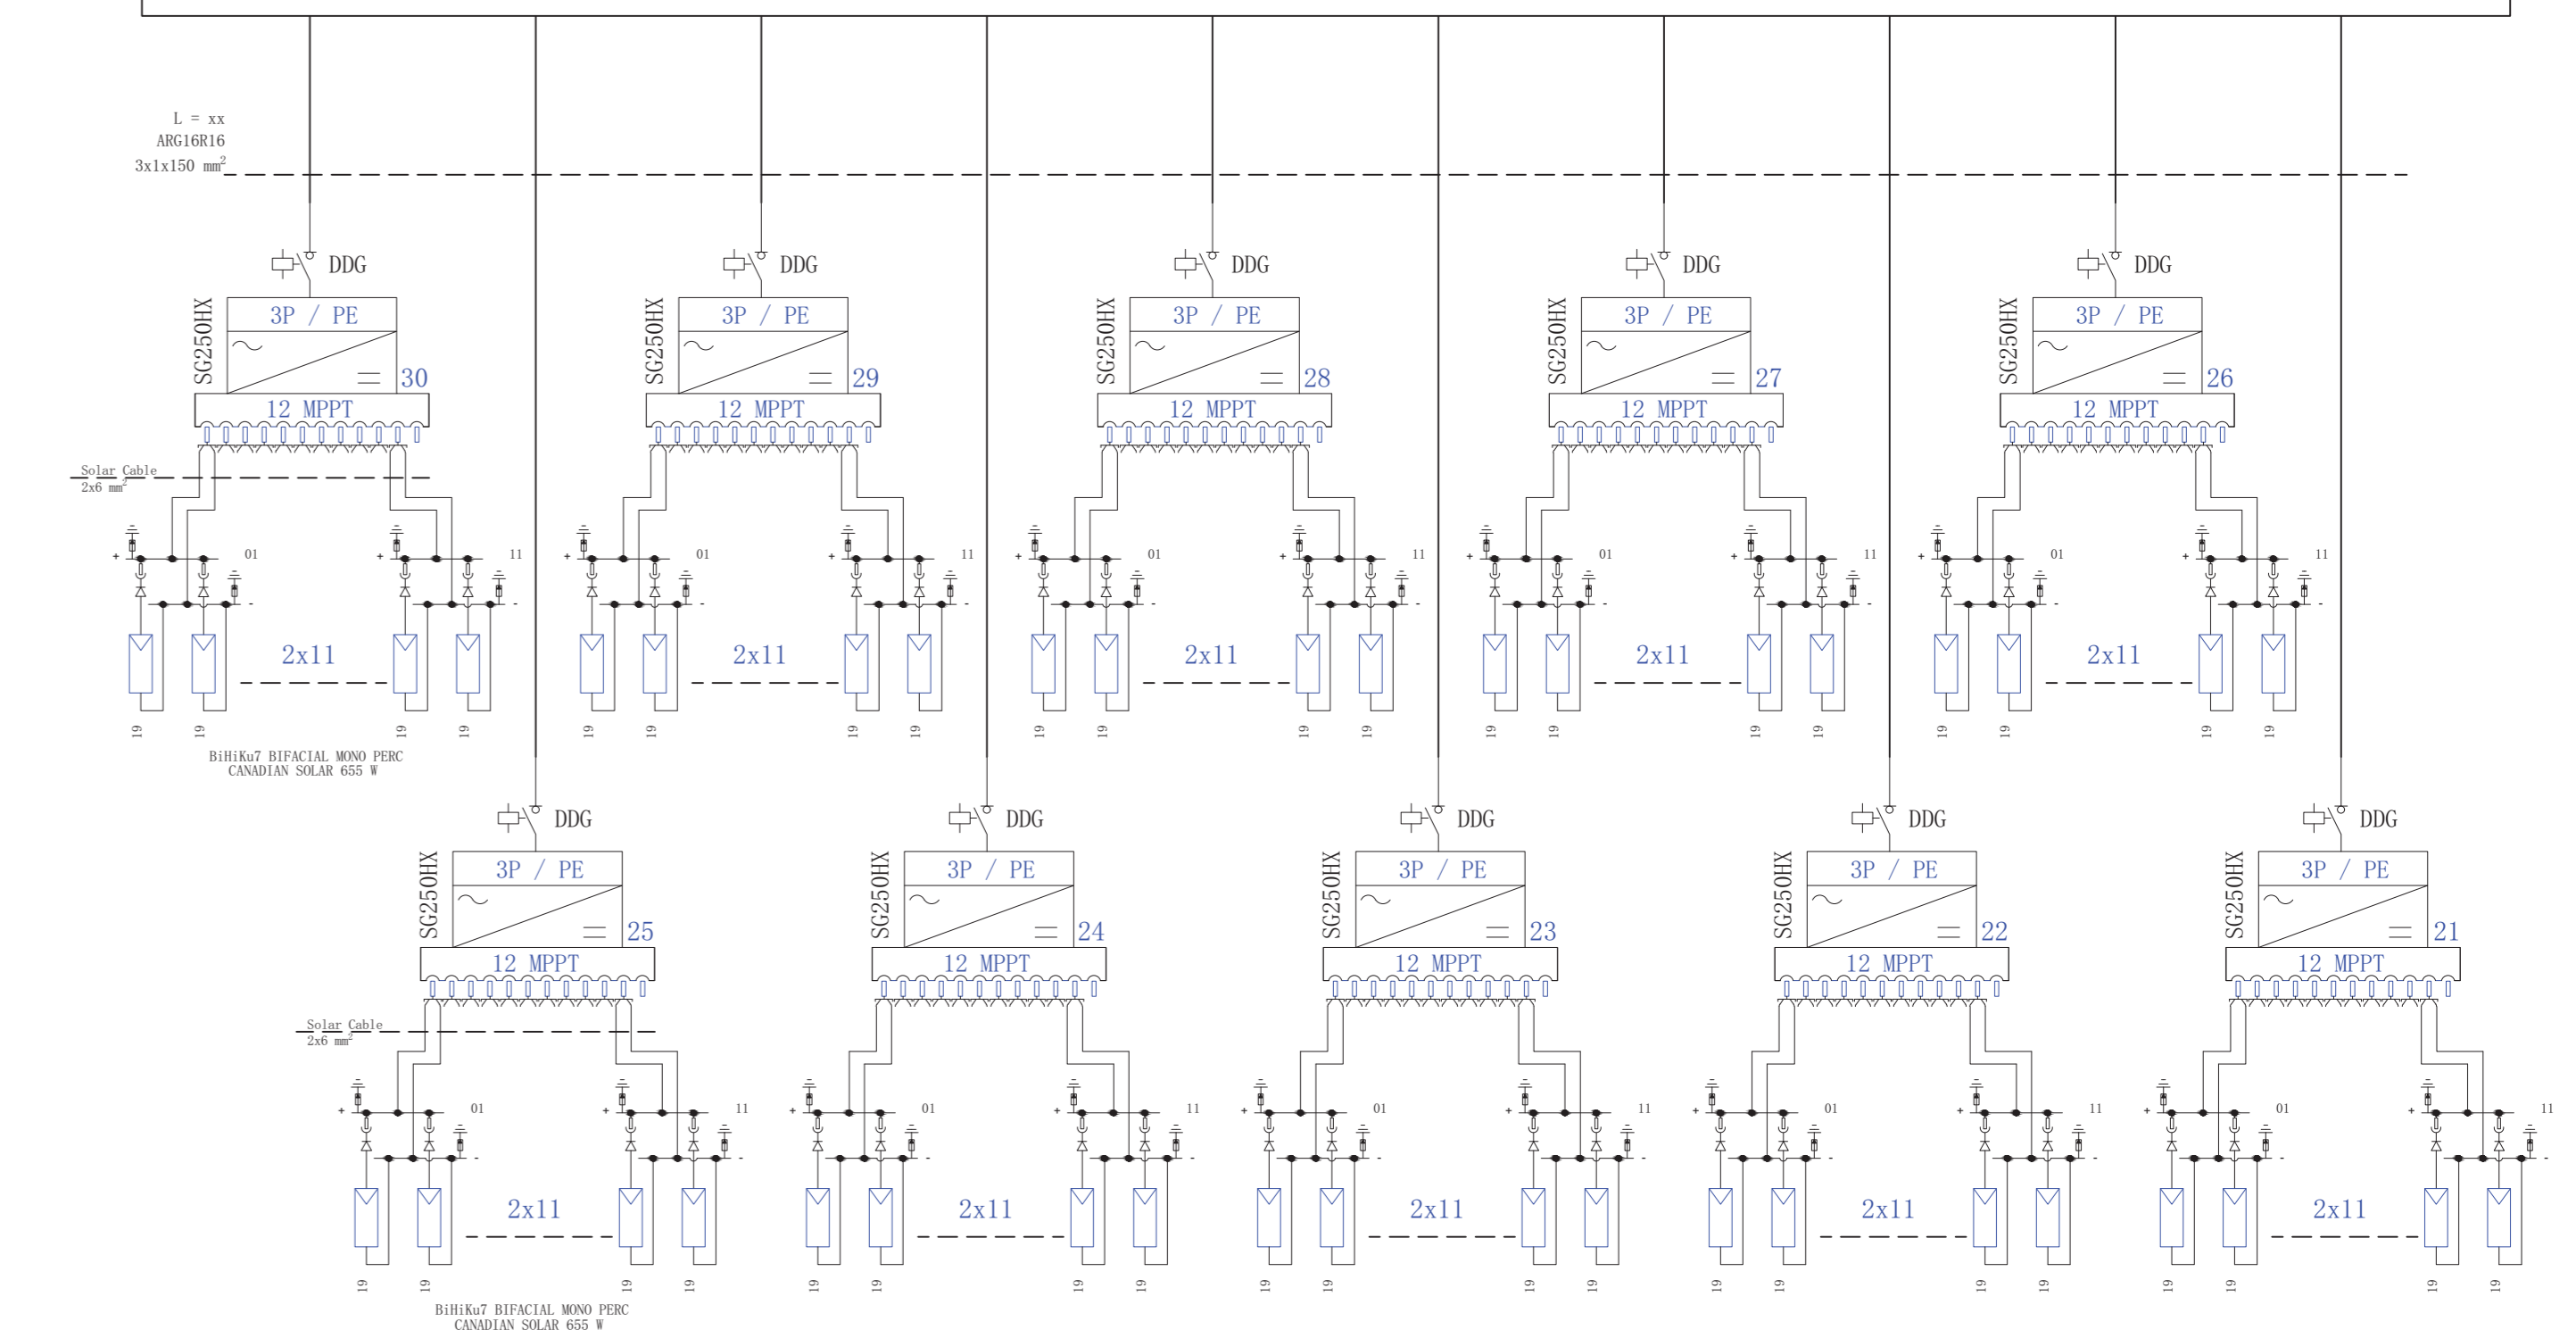 L = xx
ARG16R16
3x1x150 mm²
DDG DDG DDG DDG DDG
SG250HX 3P / PE SG250HX 3P / PE SG250HX 3P / PE SG250HX 3P / PE SG250HX 3P / PE
30 29 28 27 26
12 MPPT 12 MPPT 12 MPPT 12 MPPT 12 MPPT
Solar Cable
2x6 mm²
+ 01 + 11 + 01 + 11 + 01 + 11 + 01 + 11 + 01 + 11
- - - - - - - - - -
2x11 2x11 2x11 2x11 2x11
19 19 19 19 19 19 19 19 19 19 19 19 19 19 19 19 19 19 19 19
BiHiKu7 BIFACIAL MONO PERC
CANADIAN SOLAR 655 W
DDG DDG DDG DDG DDG
SG250HX 3P / PE SG250HX 3P / PE SG250HX 3P / PE SG250HX 3P / PE SG250HX 3P / PE
25 24 23 22 21
12 MPPT 12 MPPT 12 MPPT 12 MPPT 12 MPPT
Solar Cable
2x6 mm²
+ 01 + 11 + 01 + 11 + 01 + 11 + 01 + 11 + 01 + 11
- - - - - - - - - -
2x11 2x11 2x11 2x11 2x11
19 19 19 19 19 19 19 19 19 19 19 19 19 19 19 19 19 19 19 19
BiHiKu7 BIFACIAL MONO PERC
CANADIAN SOLAR 655 W